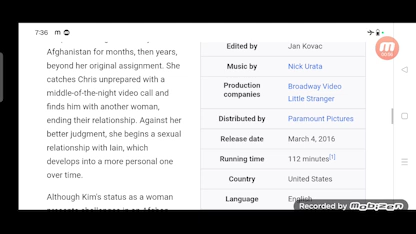 7:36
Afghanistan for months, then years,
beyond her original assignment. She
catches Chris unprepared with a
middle-of-the-night video call and
finds him with another woman,
ending their relationship. Against her
better judgment, she begins a sexual
relationship with Iain, which
develops into a more personal one
over time.
Although Kim's status as a woman
Edited by Jan Kovac
Music by Nick Urata
Production companies Broadway Video
Little Stranger
Distributed by Paramount Pictures
Release date March 4, 2016
Running time 112 minutes[1]
Country United States
Language English
Recorded by mobizen